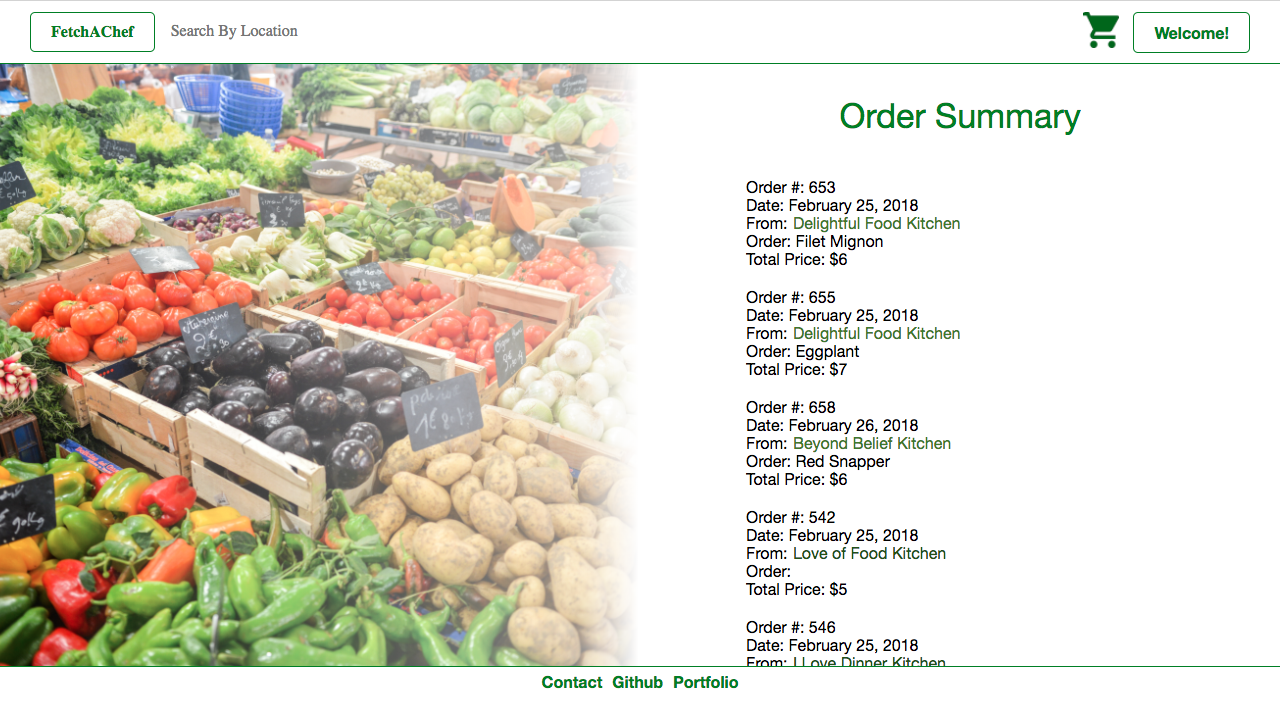 FetchAChef Search By Location Welcome!
Order Summary
Order #: 653
Date: February 25, 2018
From: Delightful Food Kitchen
Order: Filet Mignon
Total Price: $6
Order #: 655
Date: February 25, 2018
From: Delightful Food Kitchen
Order: Eggplant
Total Price: $7
Order #: 658
Date: February 26, 2018
From: Beyond Belief Kitchen
Order: Red Snapper
Total Price: $6
Order #: 542
Date: February 25, 2018
From: Love of Food Kitchen
Order:
Total Price: $5
Order #: 546
Date: February 25, 2018
From: I Love Dinner Kitchen
Contact Github Portfolio